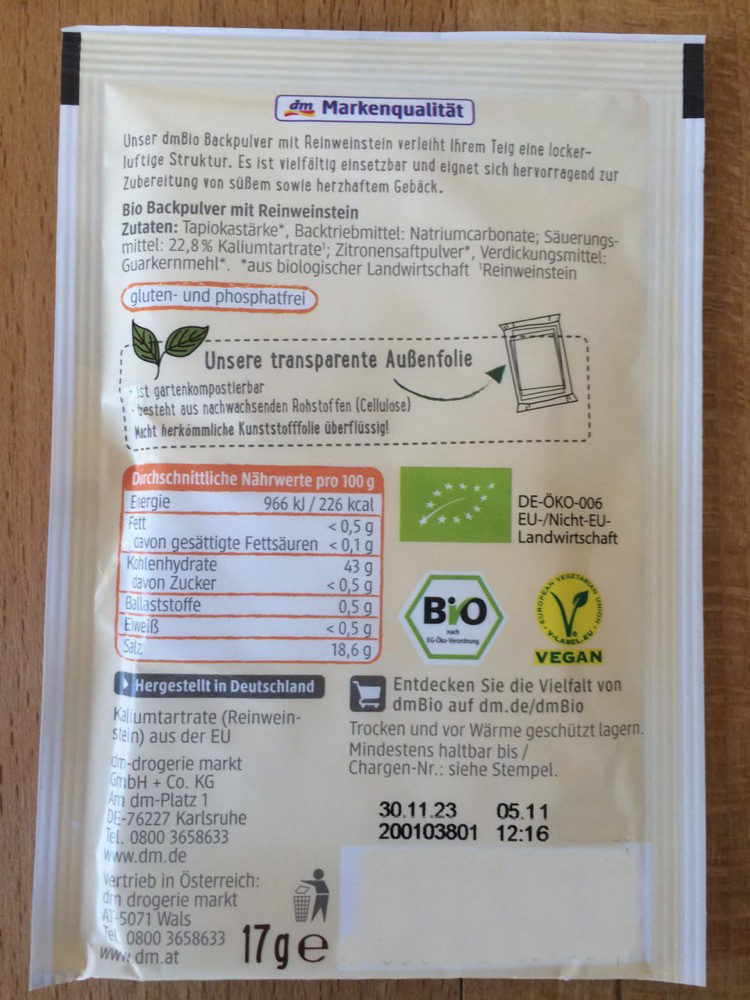 dm Markenqualität
Unser dmBio Backpulver mit Reinweinstein verleiht Ihrem Teig eine locker-
luftige Struktur. Es ist vielfältig einsetzbar und eignet sich hervorragend zur
Zubereitung von süßem sowie herzhaftem Gebäck.
Bio Backpulver mit Reinweinstein
Zutaten: Tapiokastärke*, Backtriebmittel: Natriumcarbonate; Säuerungs-
mittel: 22,8% Kaliumtartrate¹; Zitronensaftpulver*, Verdickungsmittel:
Guarkernmehl*. *aus biologischer Landwirtschaft ¹Reinweinstein
gluten- und phosphatfrei
Unsere transparente Außenfolie
- ist gartenkompostierbar
- besteht aus nachwachsenden Rohstoffen (Cellulose)
Macht herkömmliche Kunststofffolie überflüssig!
Durchschnittliche Nährwerte pro 100 g
Energie 966 kJ / 226 kcal
Fett < 0,5 g
davon gesättigte Fettsäuren < 0,1 g
Kohlenhydrate 43 g
davon Zucker < 0,5 g
Ballaststoffe 0,5 g
Eiweiß < 0,5 g
Salz 18,6 g
DE-ÖKO-006
EU-/Nicht-EU-
Landwirtschaft
Bio
nach
EG-Öko-Verordnung
EUROPEAN VEGETARIAN UNION
V-LABEL.EU
VEGAN
Hergestellt in Deutschland
Kaliumtartrate (Reinwein-
stein) aus der EU
dm-drogerie markt
GmbH + Co. KG
Am dm-Platz 1
DE-76227 Karlsruhe
Tel. 0800 3658633
www.dm.de
Vertrieb in Österreich:
dm drogerie markt
AT-5071 Wals
Tel. 0800 3658633
www.dm.at
17g e
Entdecken Sie die Vielfalt von
dmBio auf dm.de/dmBio
Trocken und vor Wärme geschützt lagern.
Mindestens haltbar bis /
Chargen-Nr.: siehe Stempel.
30.11.23 05.11
200103801 12:16